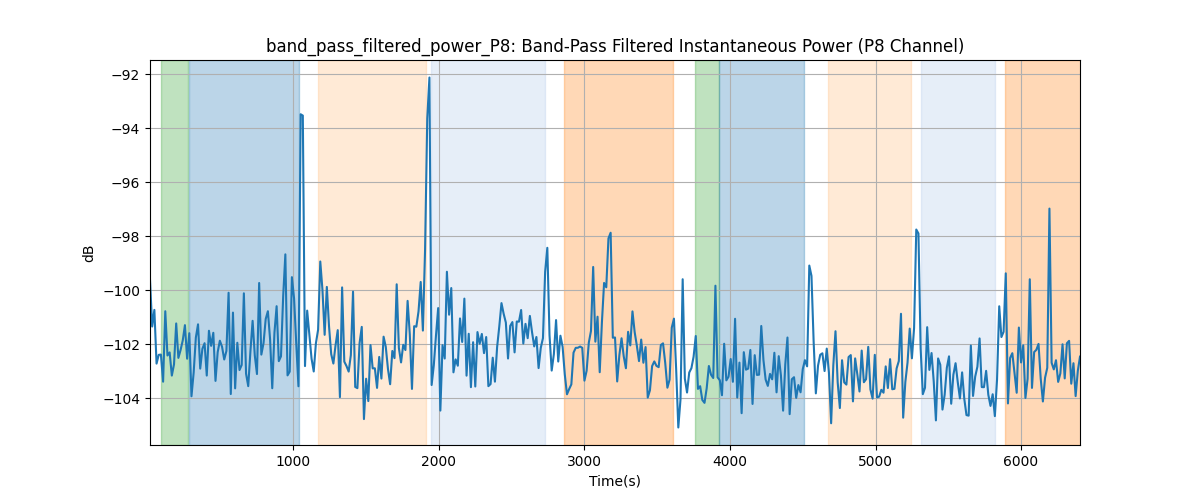 band_pass_filtered_power_P8: Band-Pass Filtered Instantaneous Power (P8 Channel)
−92
−94
−96
−98
−100
−102
−104
dB
1000 2000 3000 4000 5000 6000
Time(s)